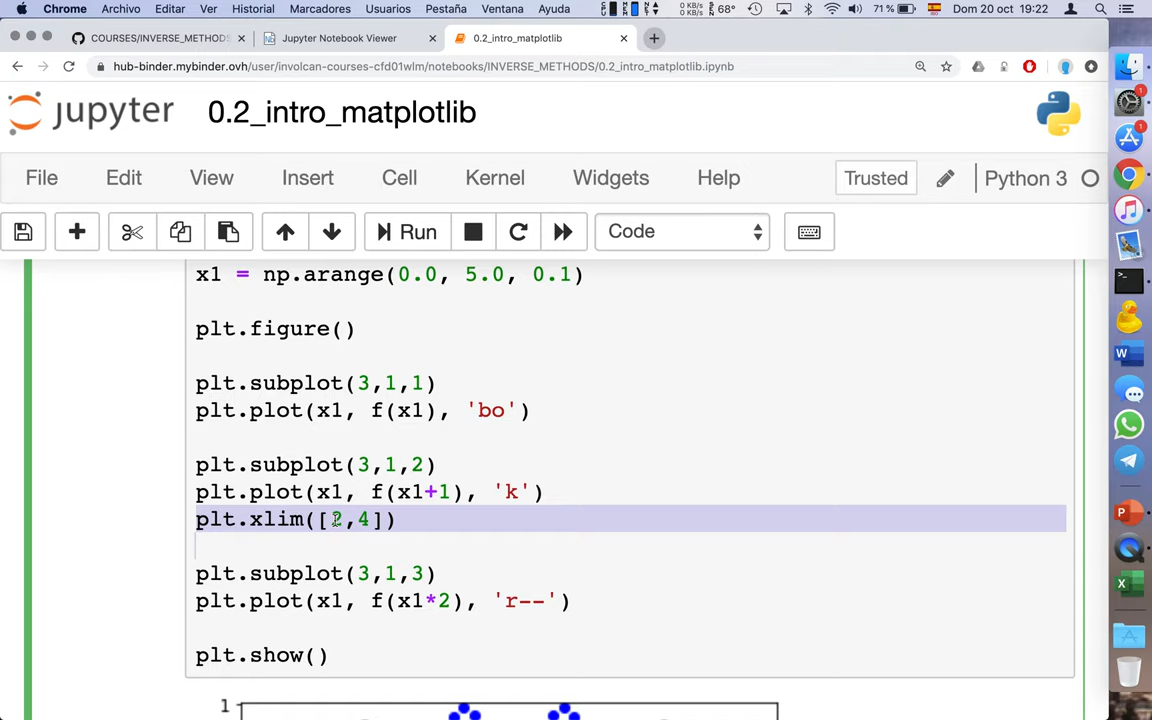 Chrome Archivo Editar Ver Historial Marcadores Usuarios Pestaña Ventana Ayuda 0 KB/s 0 KB/s 68° 71 % Dom 20 oct 19:22
COURSES/INVERSE_METHODS Jupyter Notebook Viewer 0.2_intro_matplotlib
hub-binder.mybinder.ovh/user/involcan-courses-cfd01wlm/notebooks/INVERSE_METHODS/0.2_intro_matplotlib.ipynb
jupyter 0.2_intro_matplotlib
File Edit View Insert Cell Kernel Widgets Help Trusted Python 3
Run Code
x1 = np.arange(0.0, 5.0, 0.1)
plt.figure()
plt.subplot(3,1,1)
plt.plot(x1, f(x1), 'bo')
plt.subplot(3,1,2)
plt.plot(x1, f(x1+1), 'k')
plt.xlim([2,4])
plt.subplot(3,1,3)
plt.plot(x1, f(x1*2), 'r--')
plt.show()
1